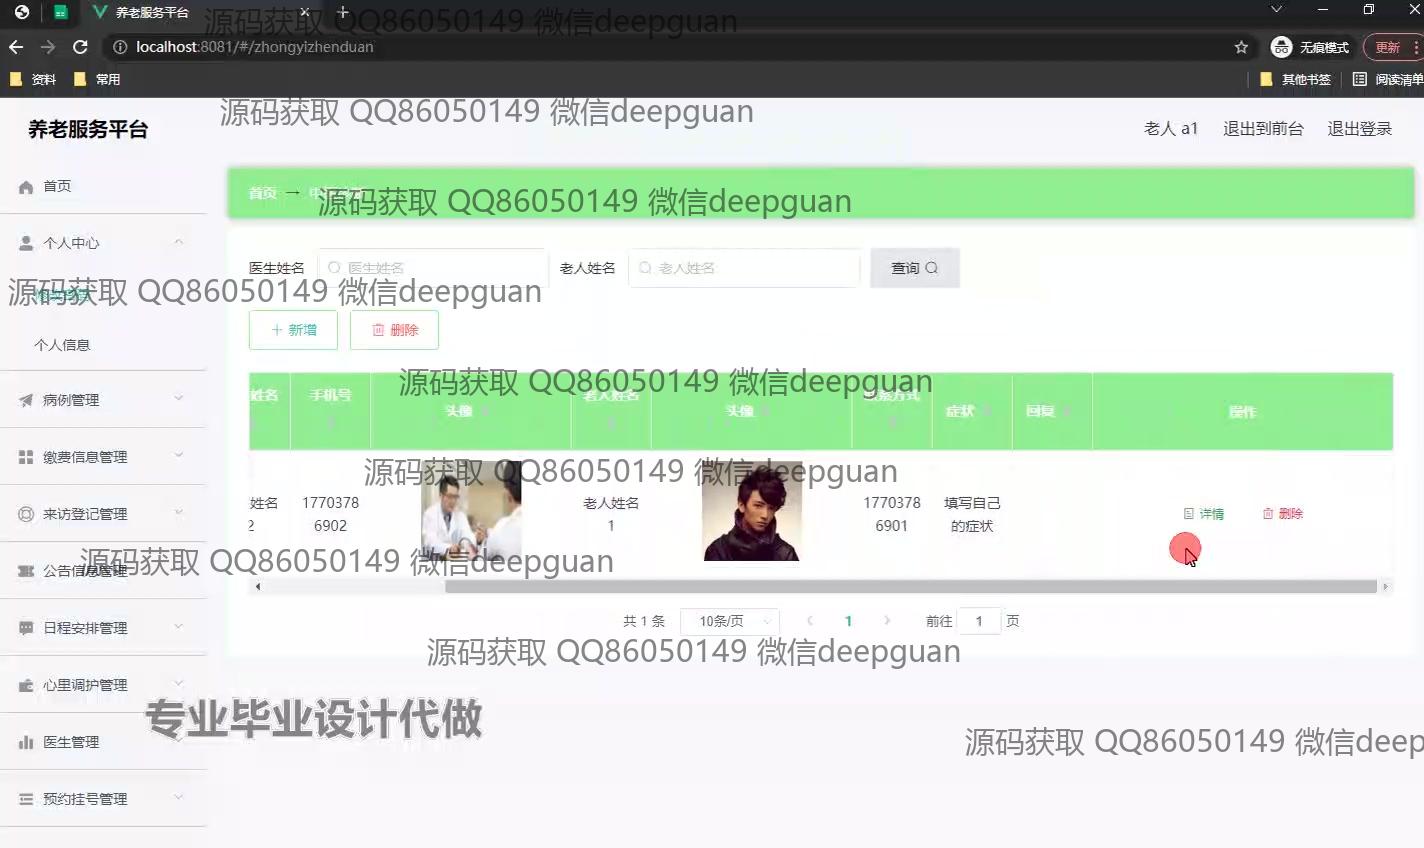 养老服务平台
源码获取 QQ86050149 微信deepguan
localhost:8081/#/zhongyizhenduan
无痕模式
更新
资料
常用
其他书签
阅读清单
源码获取 QQ86050149 微信deepguan
养老服务平台
老人 a1
退出到前台
退出登录
首页
首页 →
源码获取 QQ86050149 微信deepguan
个人中心
医生姓名
医生姓名
老人姓名
老人姓名
查询
源码获取 QQ86050149 微信deepguan
新增
删除
个人信息
源码获取 QQ86050149 微信deepguan
姓名
手机号
头像
老人姓名
头像
联系方式
症状
回复
操作
病例管理
缴费信息管理
源码获取 QQ86050149 微信deepguan
姓名
2
1770378
6902
老人姓名
1
1770378
6901
填写自己
的症状
详情
删除
来访登记管理
源码获取 QQ86050149 微信deepguan
公告信息管理
共 1 条
10条/页
1
前往
1
页
日程安排管理
源码获取 QQ86050149 微信deepguan
心里调护管理
专业毕业设计代做
医生管理
源码获取 QQ86050149 微信deep
预约挂号管理